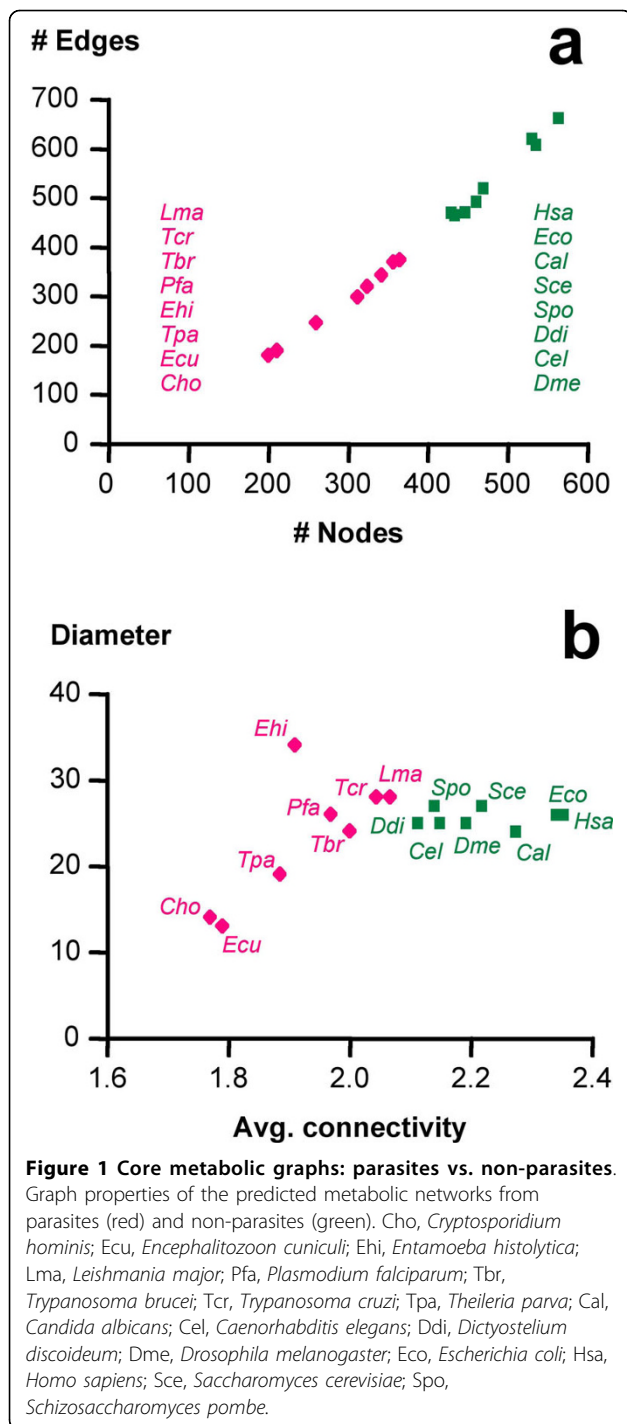 # Edges
a
700
600
500
400
300
200
100
0
Lma
Tcr
Tbr
Pfa
Ehi
Tpa
Ecu
Cho
Hsa
Eco
Cal
Sce
Spo
Ddi
Cel
Dme
0 100 200 300 400 500 600
# Nodes
Diameter
b
40
30
20
10
0
Ehi
Tcr Lma
Spo Sce Eco
Pfa
Tbr
Ddi
Cel Dme Cal Hsa
Tpa
Cho
Ecu
1.6 1.8 2.0 2.2 2.4
Avg. connectivity
Figure 1 Core metabolic graphs: parasites vs. non-parasites.
Graph properties of the predicted metabolic networks from
parasites (red) and non-parasites (green). Cho, Cryptosporidium
hominis; Ecu, Encephalitozoon cuniculi; Ehi, Entamoeba histolytica;
Lma, Leishmania major; Pfa, Plasmodium falciparum; Tbr,
Trypanosoma brucei; Tcr, Trypanosoma cruzi; Tpa, Theileria parva; Cal,
Candida albicans; Cel, Caenorhabditis elegans; Ddi, Dictyostelium
discoideum; Dme, Drosophila melanogaster; Eco, Escherichia coli; Hsa,
Homo sapiens; Sce, Saccharomyces cerevisiae; Spo,
Schizosaccharomyces pombe.